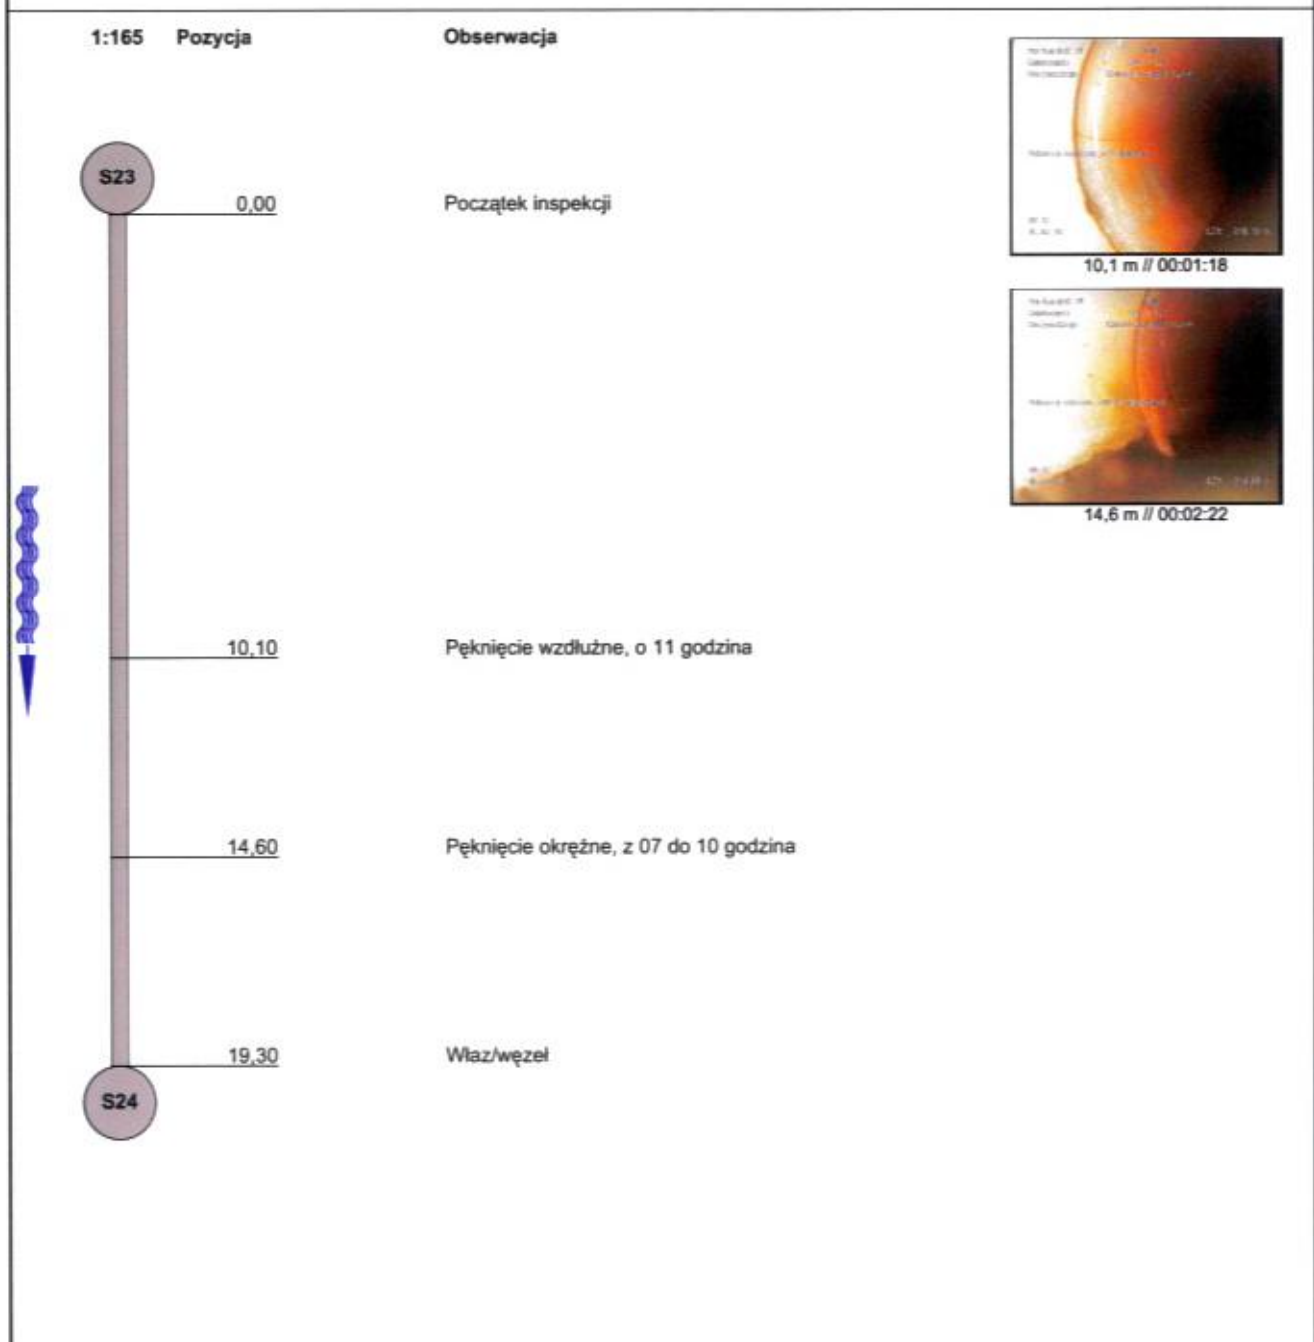 1:165 Pozycja Obserwacja
S23
0,00 Początek inspekcji
10,1 m // 00:01:18
14,6 m // 00:02:22
10,10 Pęknięcie wzdłużne, o 11 godzina
14,60 Pęknięcie okrężne, z 07 do 10 godzina
19,30 Właz/węzeł
S24